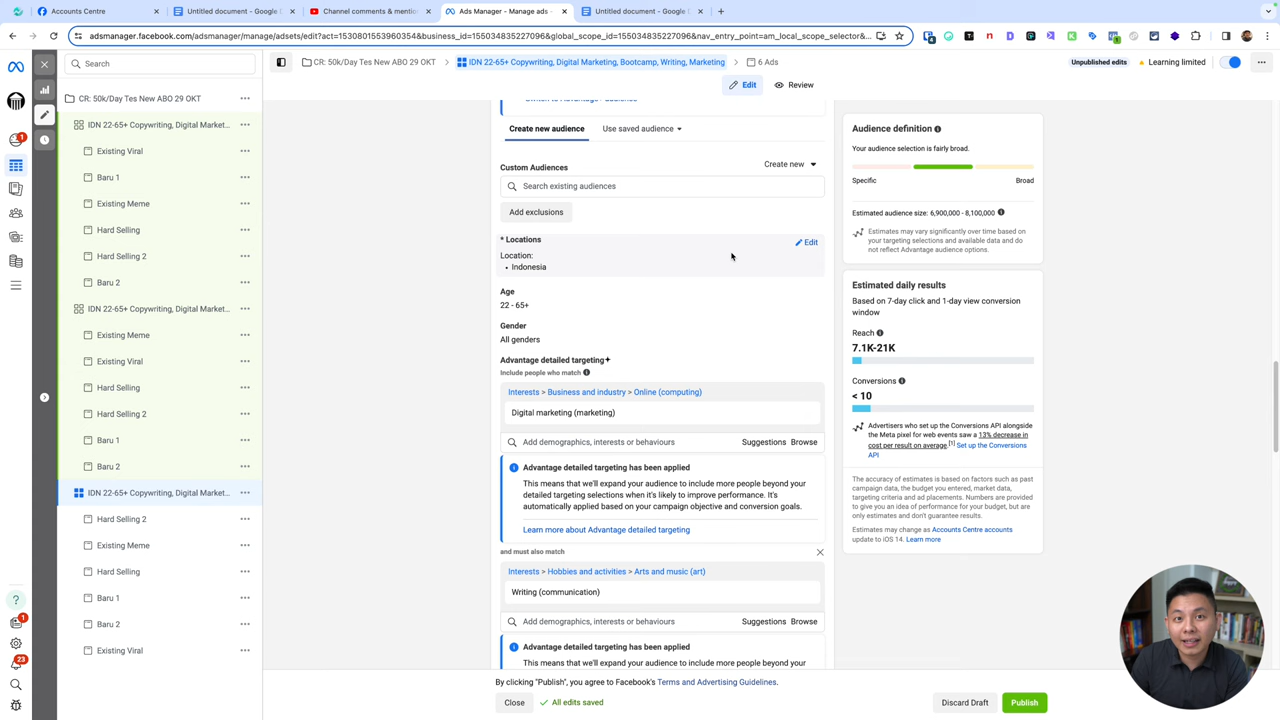 Accounts Centre
Untitled document - Google D
Channel comments & mention
Ads Manager - Manage ads -
Untitled document - Google D
adsmanager.facebook.com/adsmanager/manage/assets/edit?act=1530801553960354&business_id=155034835227096&global_scope_id=155034835227096&nav_entry_point=am_local_scope_selector&...
Search
CR: 50k/Day Tes New ABO 29 OKT
IDN 22-65+ Copywriting, Digital Marketing, Bootcamp, Writing, Marketing
6 Ads
Unpublished edits
Learning limited
Edit
Review
CR: 50k/Day Tes New ABO 29 OKT
IDN 22-65+ Copywriting, Digital Market...
Existing Viral
Baru 1
Existing Meme
Hard Selling
Hard Selling 2
Baru 2
IDN 22-65+ Copywriting, Digital Market...
Existing Meme
Existing Viral
Hard Selling
Hard Selling 2
Baru 1
Baru 2
IDN 22-65+ Copywriting, Digital Market...
Hard Selling 2
Existing Meme
Hard Selling
Baru 1
Baru 2
Existing Viral
1
1
23
Create new audience
Use saved audience
Custom Audiences
Create new
Search existing audiences
Add exclusions
* Locations
Edit
Location:
• Indonesia
Age
22 - 65+
Gender
All genders
Advantage detailed targeting+
Include people who match
Interests > Business and industry > Online (computing)
Digital marketing (marketing)
Add demographics, interests or behaviours
Suggestions Browse
Advantage detailed targeting has been applied
This means that we'll expand your audience to include more people beyond your
detailed targeting selections when it's likely to improve performance. It's
automatically applied based on your campaign objective and conversion goals.
Learn more about Advantage detailed targeting
and must also match
Interests > Hobbies and activities > Arts and music (art)
Writing (communication)
Add demographics, interests or behaviours
Suggestions Browse
Advantage detailed targeting has been applied
This means that we'll expand your audience to include more people beyond your
By clicking "Publish", you agree to Facebook's Terms and Advertising Guidelines.
Close
All edits saved
Discard Draft
Publish
Audience definition
Your audience selection is fairly broad.
Specific
Broad
Estimated audience size: 6,900,000 - 8,100,000
Estimates may vary significantly over time based on
your targeting selections and available data and do
not reflect Advantage audience options.
Estimated daily results
Based on 7-day click and 1-day view conversion
window
Reach
7.1K-21K
Conversions
< 10
Advertisers who set up the Conversions API alongside
the Meta pixel for web events saw a 13% decrease in
cost per result on average.[1] Set up the Conversions
API
The accuracy of estimates is based on factors such as past
campaign data, the budget you entered, market data,
targeting criteria and ad placements. Numbers are provided
to give you an idea of performance for your budget, but are
only estimates and don't guarantee results.
Estimates may change as Accounts Centre accounts
update to iOS 14. Learn more